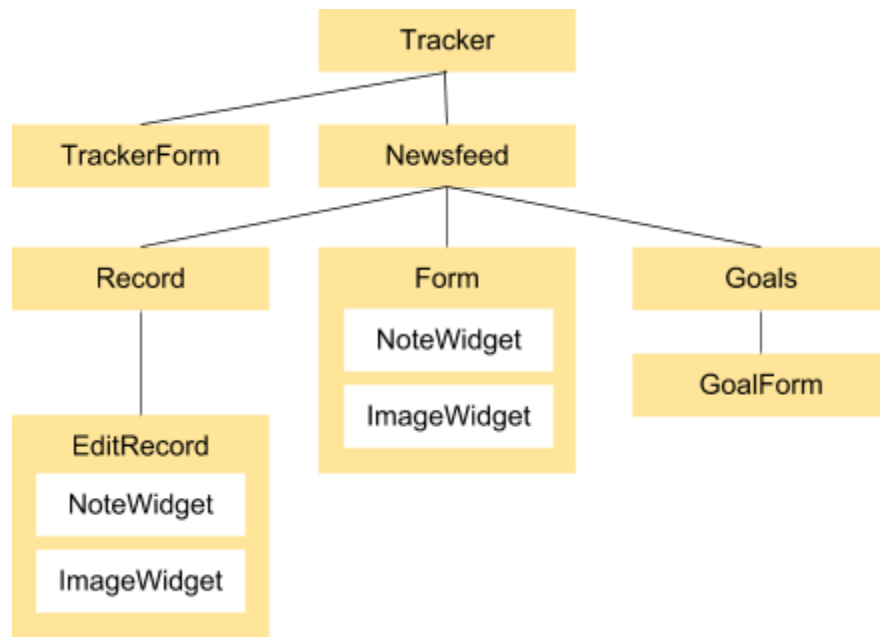 Tracker
TrackerForm
Newsfeed
Record
Form
Goals
NoteWidget
ImageWidget
GoalForm
EditRecord
NoteWidget
ImageWidget